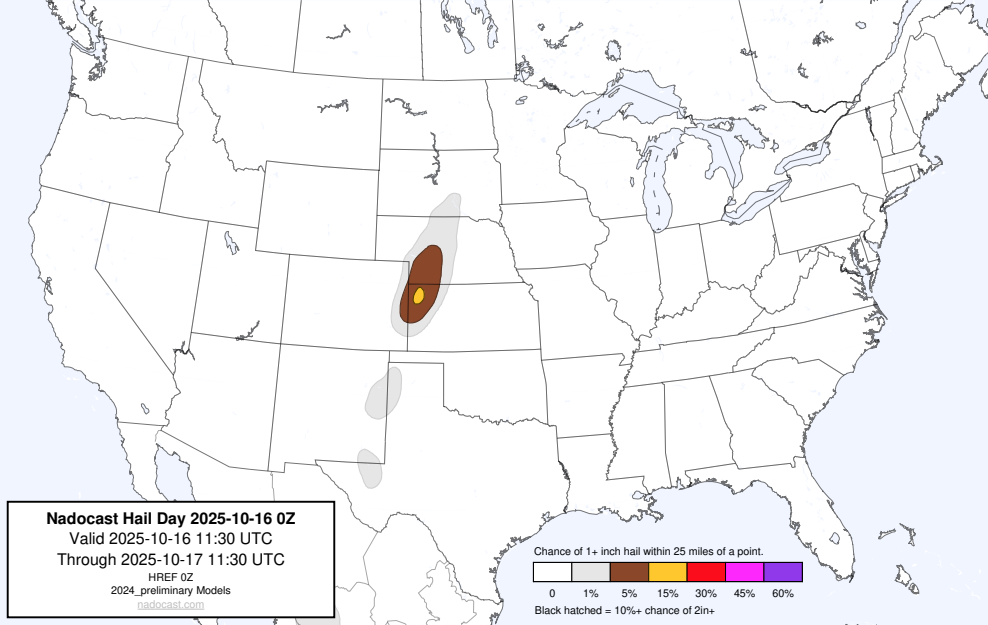 Nadocast Hail Day 2025-10-16 0Z
Valid 2025-10-16 11:30 UTC
Through 2025-10-17 11:30 UTC
HREF 0Z
2024_preliminary Models
nadocast.com
Chance of 1+ inch hail within 25 miles of a point.
0 1% 5% 15% 30% 45% 60%
Black hatched = 10%+ chance of 2in+